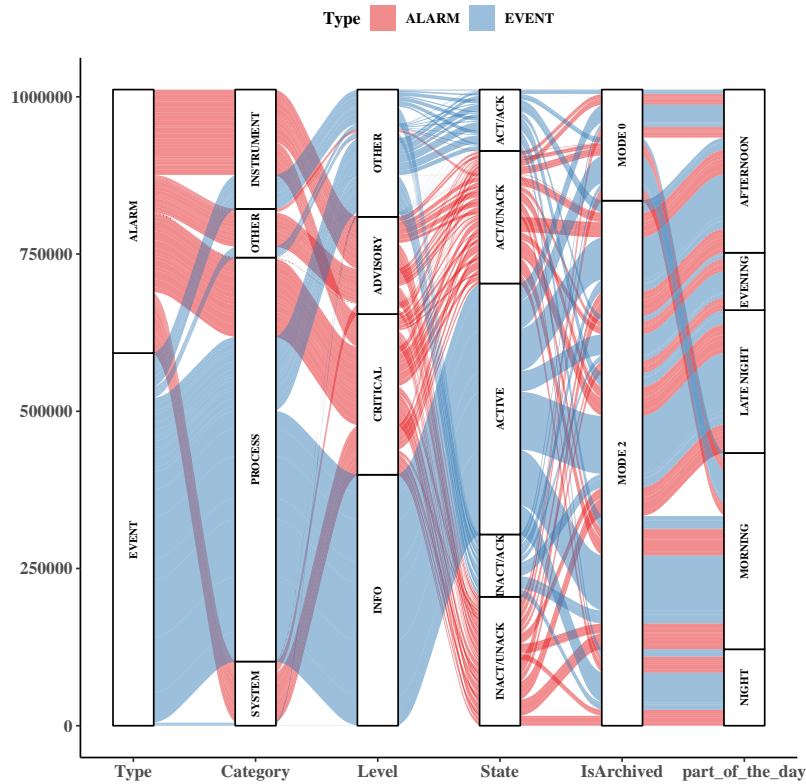 Type ALARM EVENT
1000000
750000
500000
250000
0
ALARM
EVENT
INSTRUMENT
OTHER
PROCESS
SYSTEM
OTHER
ADVISORY
CRITICAL
INFO
ACT/ACK
ACT/UNACK
ACTIVE
INACT/ACK
INACT/UNACK
MODE 0
MODE 2
AFTERNOON
EVENING
LATE NIGHT
MORNING
NIGHT
Type Category Level State IsArchived part_of_the_day